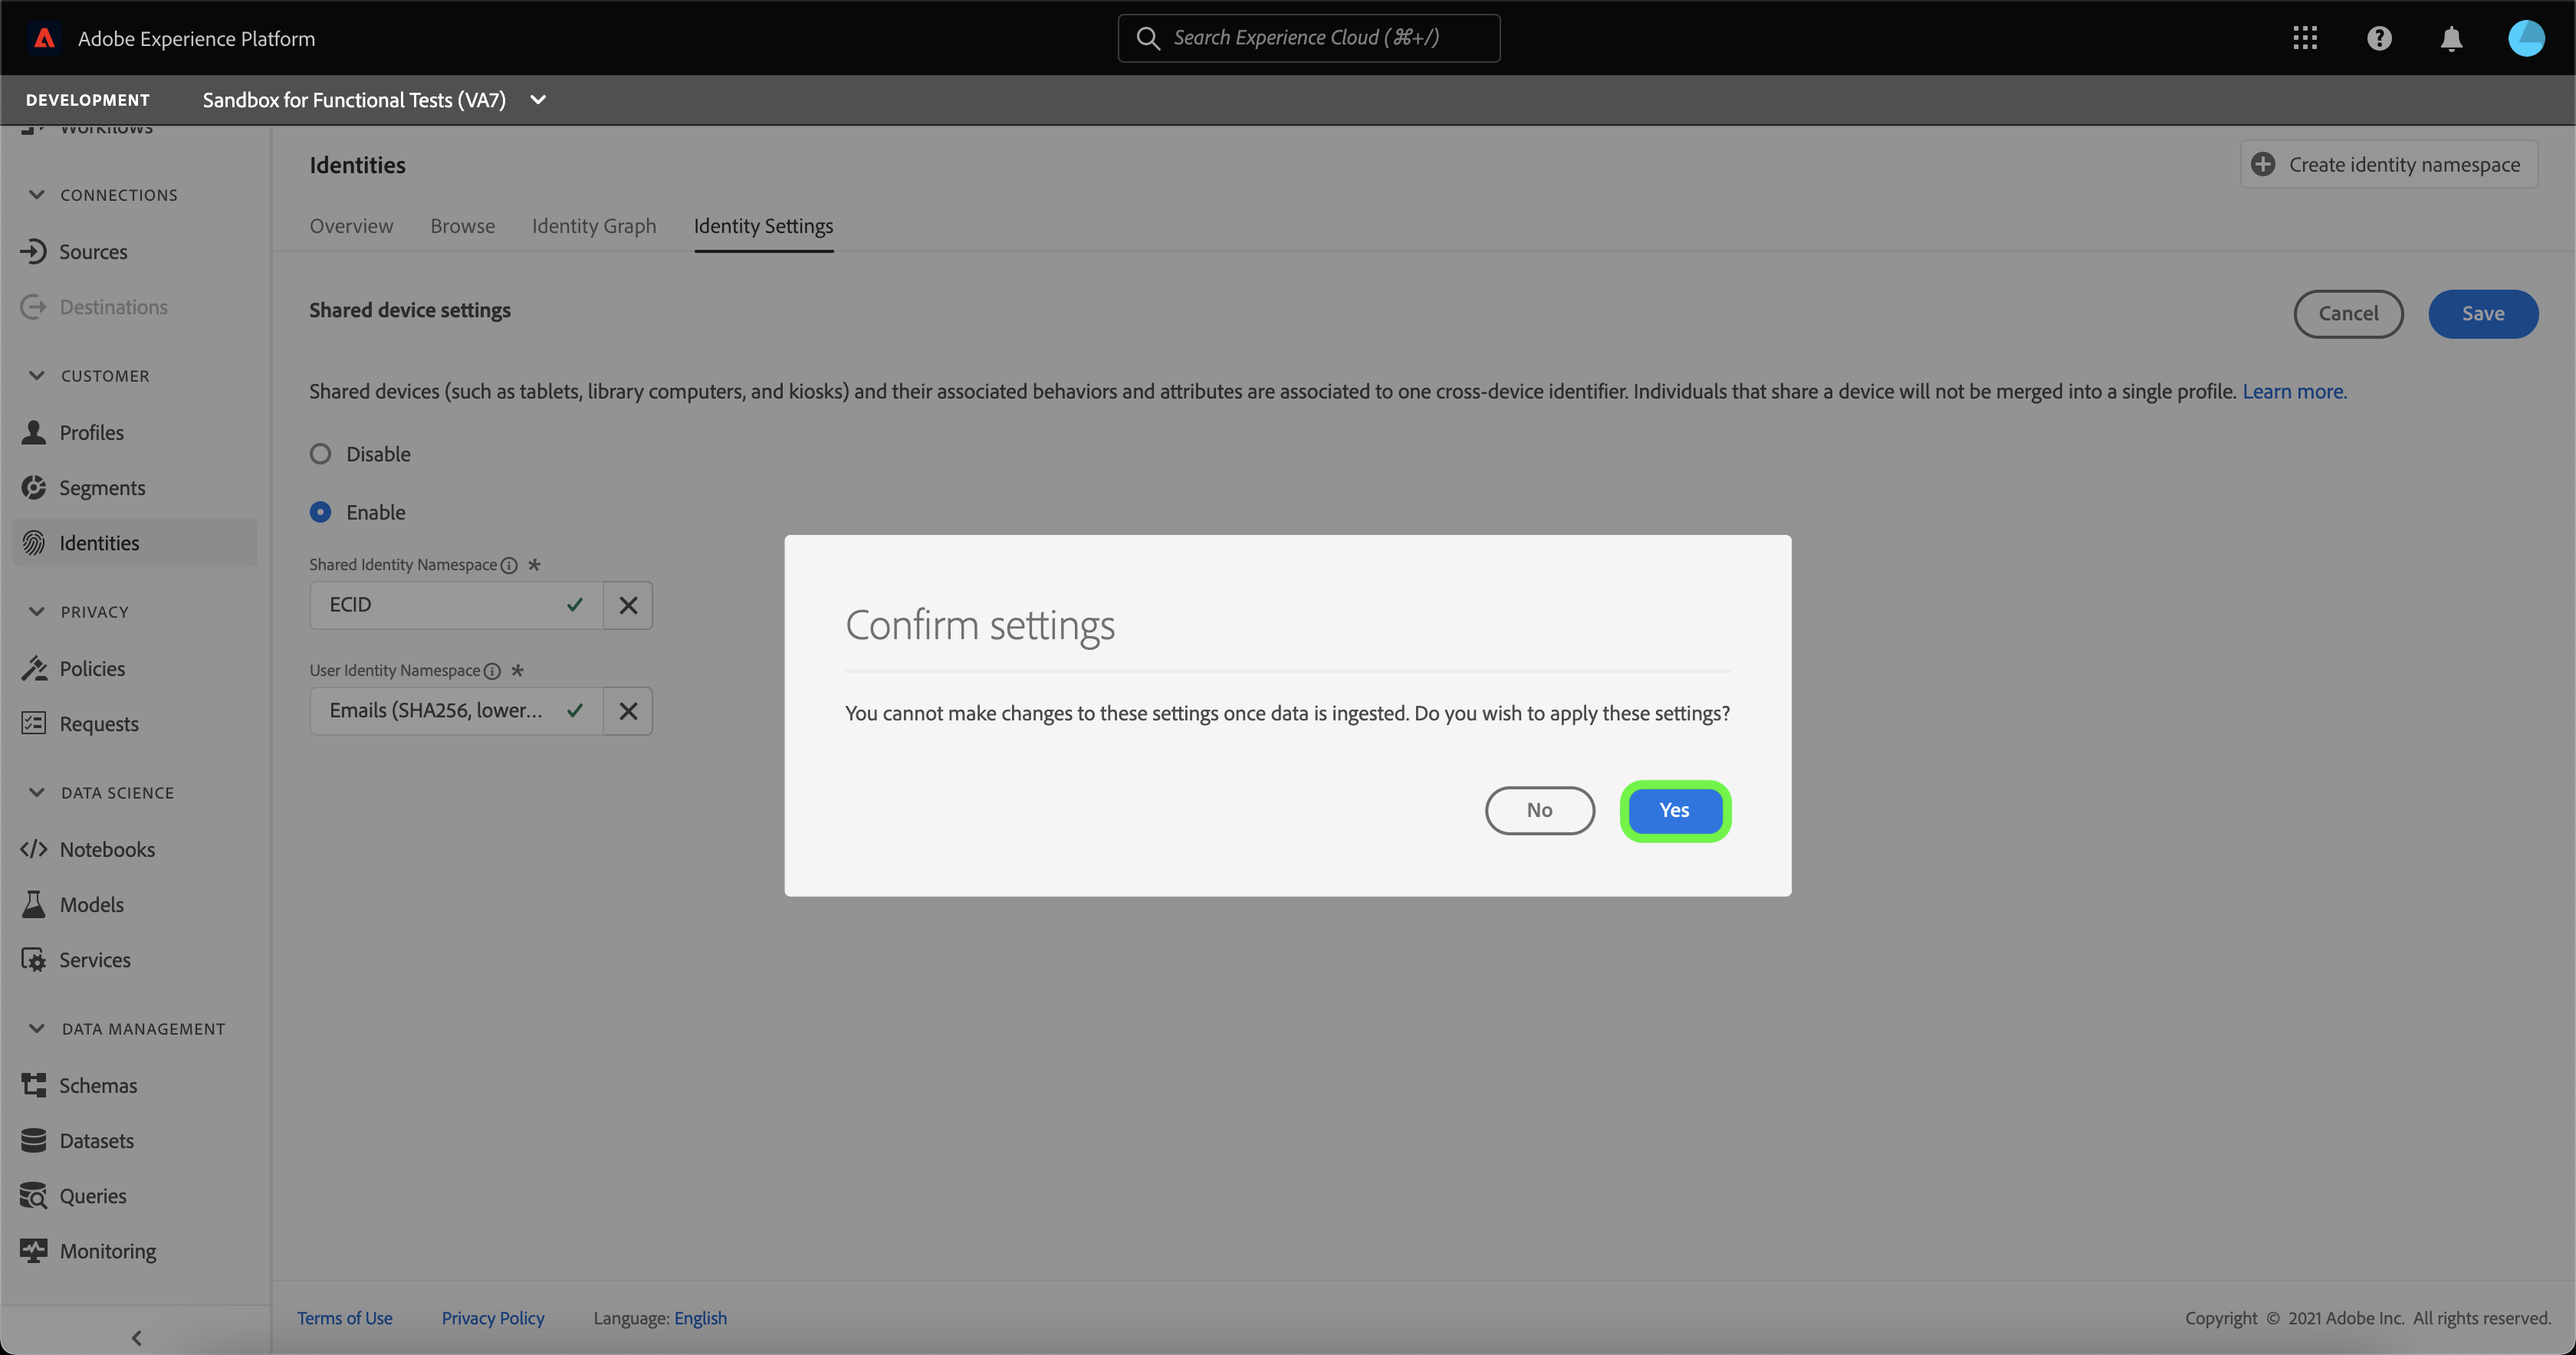 Adobe Experience Platform
Search Experience Cloud (⌘+/)
DEVELOPMENT
Sandbox for Functional Tests (VA7)
Workflows
CONNECTIONS
Sources
Destinations
CUSTOMER
Profiles
Segments
Identities
PRIVACY
Policies
Requests
DATA SCIENCE
Notebooks
Models
Services
DATA MANAGEMENT
Schemas
Datasets
Queries
Monitoring
Identities
Create identity namespace
Overview
Browse
Identity Graph
Identity Settings
Shared device settings
Cancel
Save
Shared devices (such as tablets, library computers, and kiosks) and their associated behaviors and attributes are associated to one cross-device identifier. Individuals that share a device will not be merged into a single profile. Learn more.
Disable
Enable
Shared Identity Namespace *
ECID
User Identity Namespace *
Emails (SHA256, lower...
Confirm settings
You cannot make changes to these settings once data is ingested. Do you wish to apply these settings?
No
Yes
Terms of Use
Privacy Policy
Language: English
Copyright © 2021 Adobe Inc. All rights reserved.